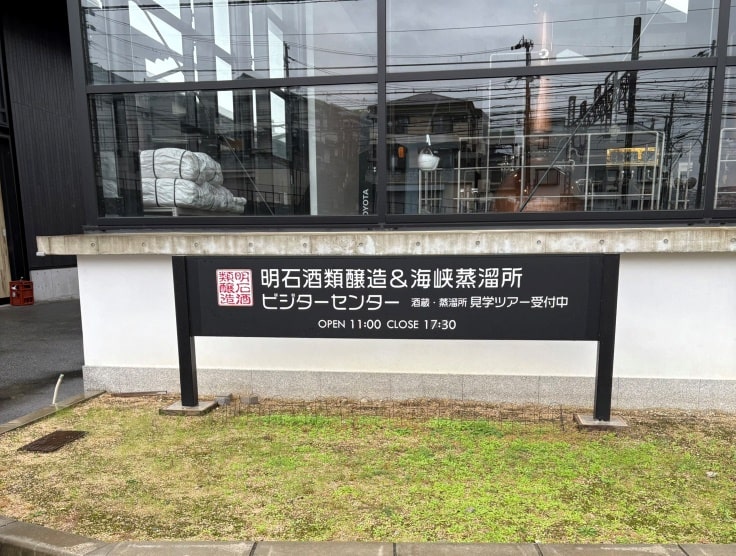 TOYOTA
明石酒類醸造
明石酒類醸造&海峡蒸溜所
ビジターセンター 酒蔵・蒸溜所 見学ツアー受付中
OPEN 11:00 CLOSE 17:30